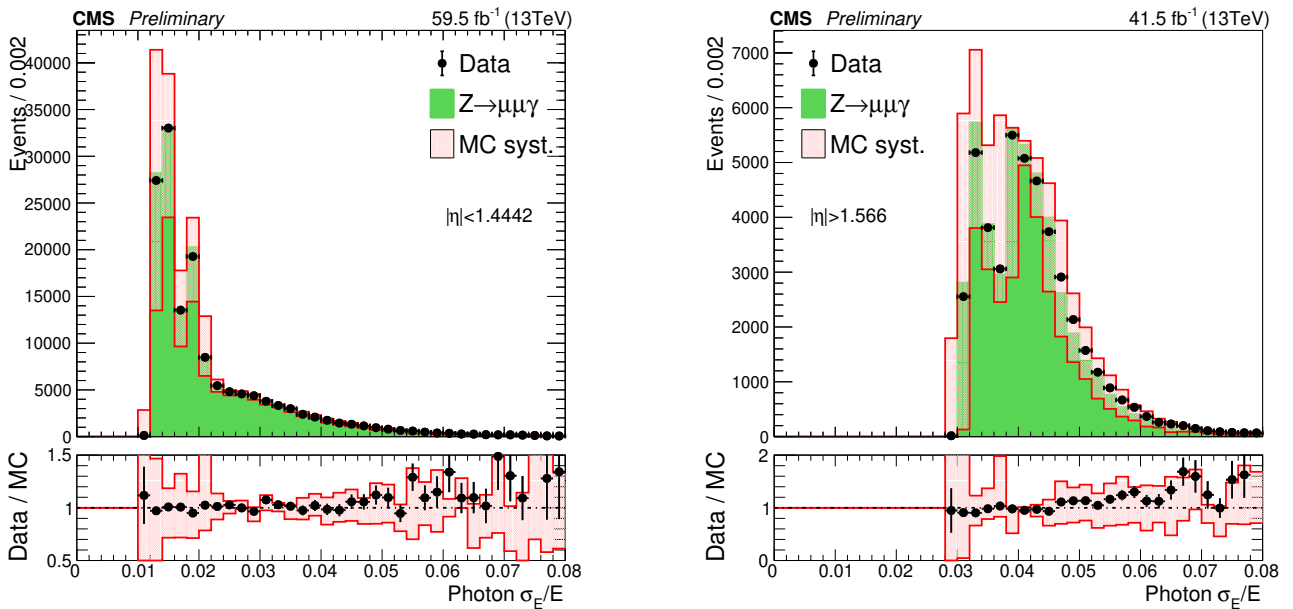 CMS Preliminary 59.5 fb⁻¹ (13TeV)
Events / 0.002
40000
35000
30000
25000
20000
15000
10000
5000
0
Data
Z→μμγ
MC syst.
|η|<1.4442
Data / MC
1.5
1
0.5
0 0.01 0.02 0.03 0.04 0.05 0.06 0.07 0.08
Photon σ_E/E
CMS Preliminary 41.5 fb⁻¹ (13TeV)
Events / 0.002
7000
6000
5000
4000
3000
2000
1000
0
Data
Z→μμγ
MC syst.
|η|>1.566
Data / MC
2
1
0
0 0.01 0.02 0.03 0.04 0.05 0.06 0.07 0.08
Photon σ_E/E